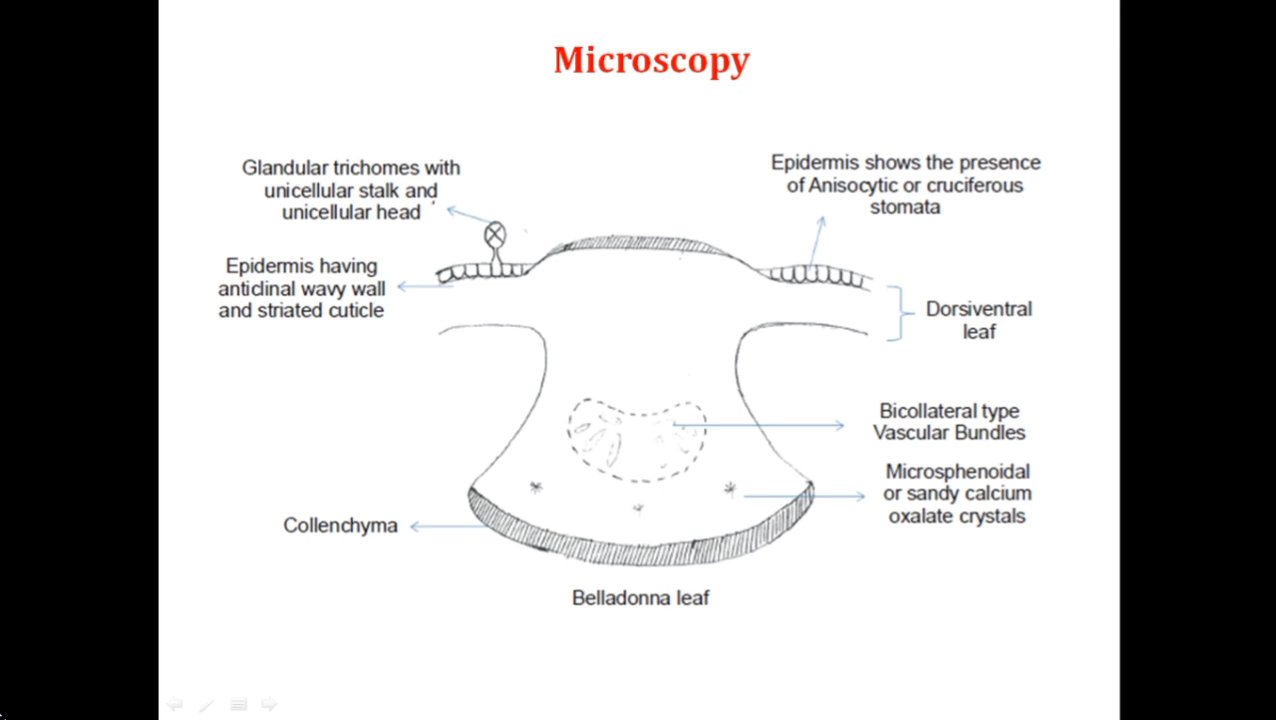 Microscopy
Glandular trichomes with
unicellular stalk and
unicellular head
Epidermis shows the presence
of Anisocytic or cruciferous
stomata
Epidermis having
anticlinal wavy wall
and striated cuticle
Dorsiventral
leaf
Bicollateral type
Vascular Bundles
Microsphenoidal
or sandy calcium
oxalate crystals
Collenchyma
Belladonna leaf